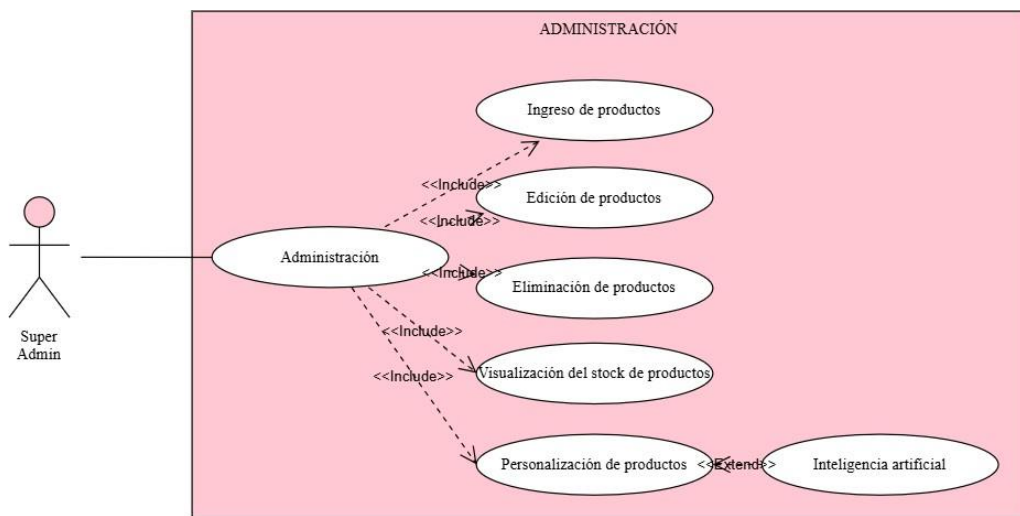 ADMINISTRACIÓN
Ingreso de productos
<<Include>>
Edición de productos
<<Include>>
Administración
<<Include>>
Eliminación de productos
<<Include>>
Visualización del stock de productos
<<Include>>
Personalización de productos
<<Extend>>
Inteligencia artificial
Super
Admin